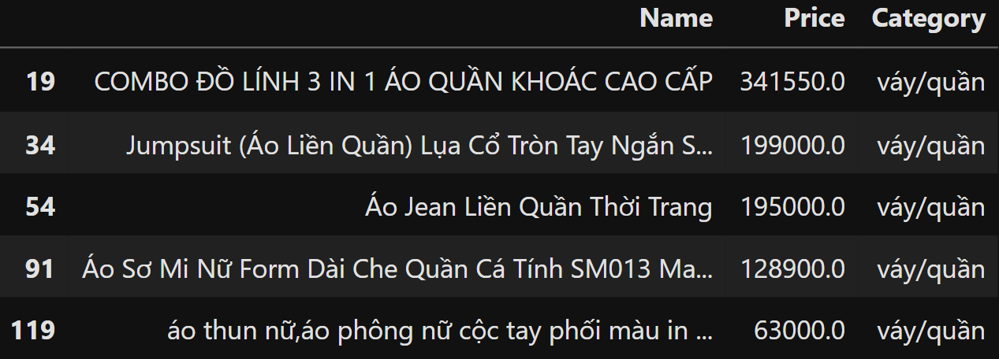 Name Price Category
19 COMBO ĐỒ LÍNH 3 IN 1 ÁO QUẦN KHOÁC CAO CẤP 341550.0 váy/quần
34 Jumpsuit (Áo Liền Quần) Lụa Cổ Tròn Tay Ngắn S... 199000.0 váy/quần
54 Áo Jean Liền Quần Thời Trang 195000.0 váy/quần
91 Áo Sơ Mi Nữ Form Dài Che Quần Cá Tính SM013 Ma... 128900.0 váy/quần
119 áo thun nữ,áo phông nữ cộc tay phối màu in ... 63000.0 váy/quần